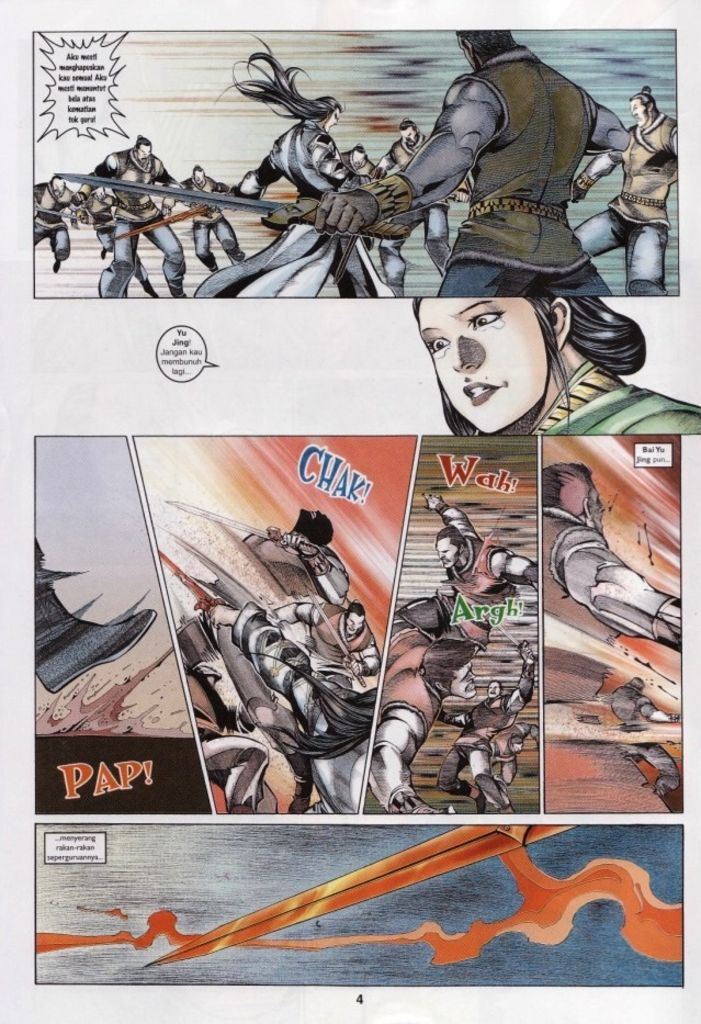 Aku mesti
menghapuskan
kau semua! Aku
mesti menuntut
bela atas
kematian
tok guru!
Yu
Jing!
Jangan kau
membunuh
lagi...
PAP!
CHAK!
Wah!
Argh!
Bai Yu
Jing pun...
...menyerang
rakan-rakan
seperguruannya...
4